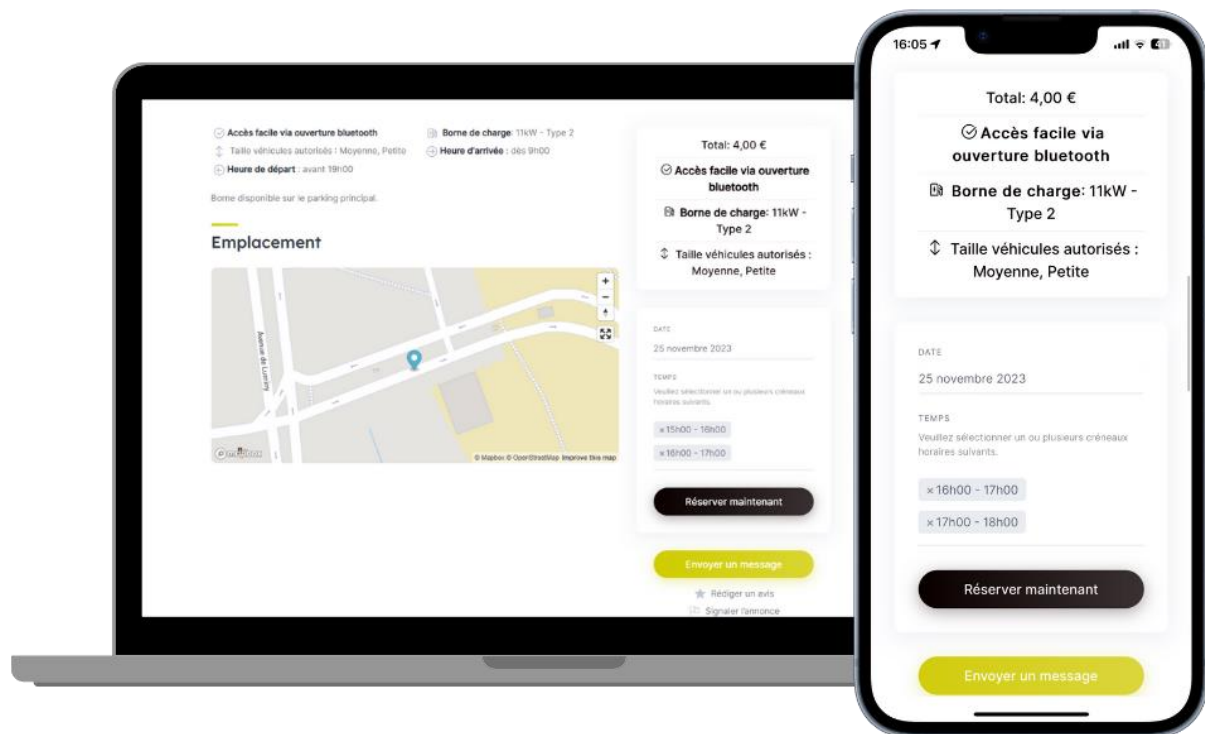 Accès facile via ouverture bluetooth
Borne de charge: 11kW - Type 2
Taille véhicules autorisés : Moyenne, Petite
Heure d'arrivée : dès 9h00
Heure de départ : avant 19h00
Borne disponible sur le parking principal.
Emplacement
Avenue de Luminy
mapbox
© Mapbox © OpenStreetMap Improve this map
Total: 4,00 €
Accès facile via ouverture
bluetooth
Borne de charge: 11kW -
Type 2
Taille véhicules autorisés :
Moyenne, Petite
DATE
25 novembre 2023
TEMPS
Veuillez sélectionner un ou plusieurs créneaux
horaires suivants.
×15h00 - 16h00
×16h00 - 17h00
Réserver maintenant
Envoyer un message
Rédiger un avis
Signaler l'annonce
16:05
41
Total: 4,00 €
Accès facile via
ouverture bluetooth
Borne de charge: 11kW -
Type 2
Taille véhicules autorisés :
Moyenne, Petite
DATE
25 novembre 2023
TEMPS
Veuillez sélectionner un ou plusieurs créneaux
horaires suivants.
×16h00 - 17h00
×17h00 - 18h00
Réserver maintenant
Envoyer un message